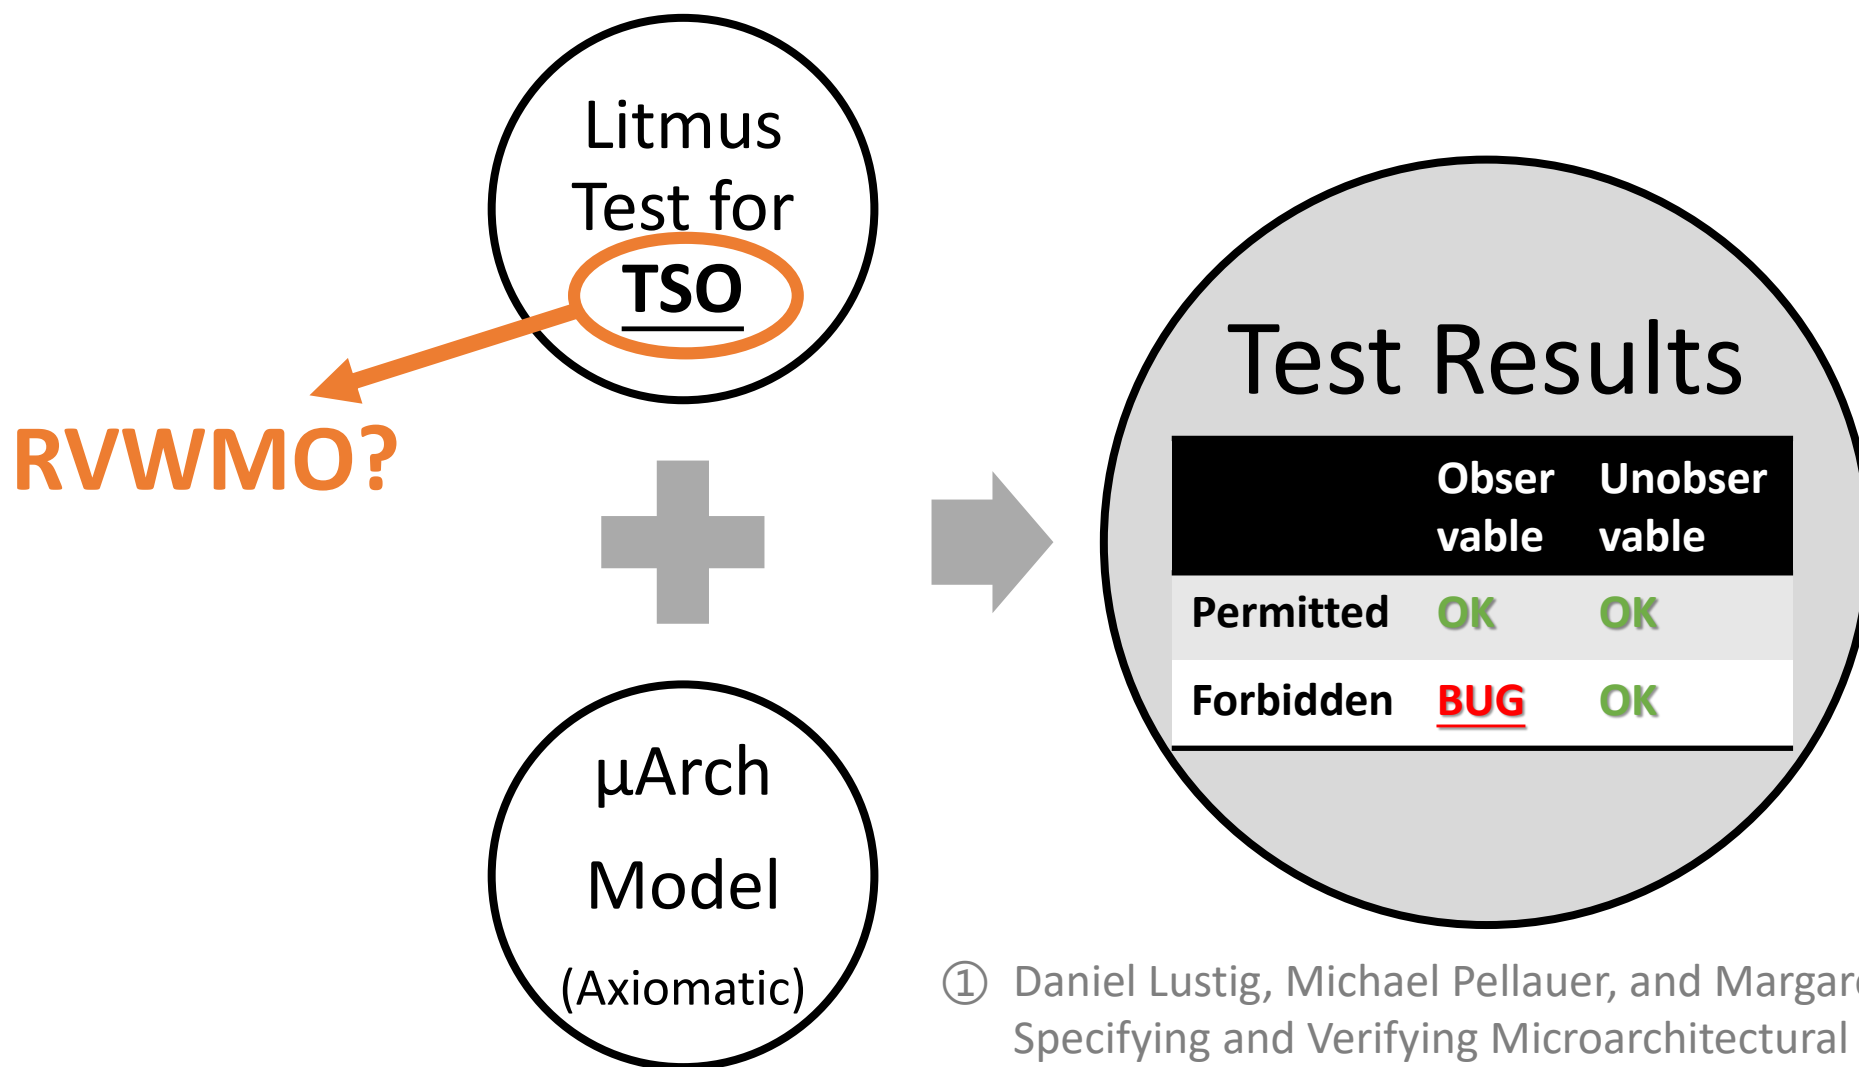 Litmus
Test for
TSO
RVWMO?
μArch
Model
(Axiomatic)
Test Results
Obser Unobser
vable vable
Permitted OK OK
Forbidden BUG OK
① Daniel Lustig, Michael Pellauer, and
Specifying and Verifying Microarchitectural